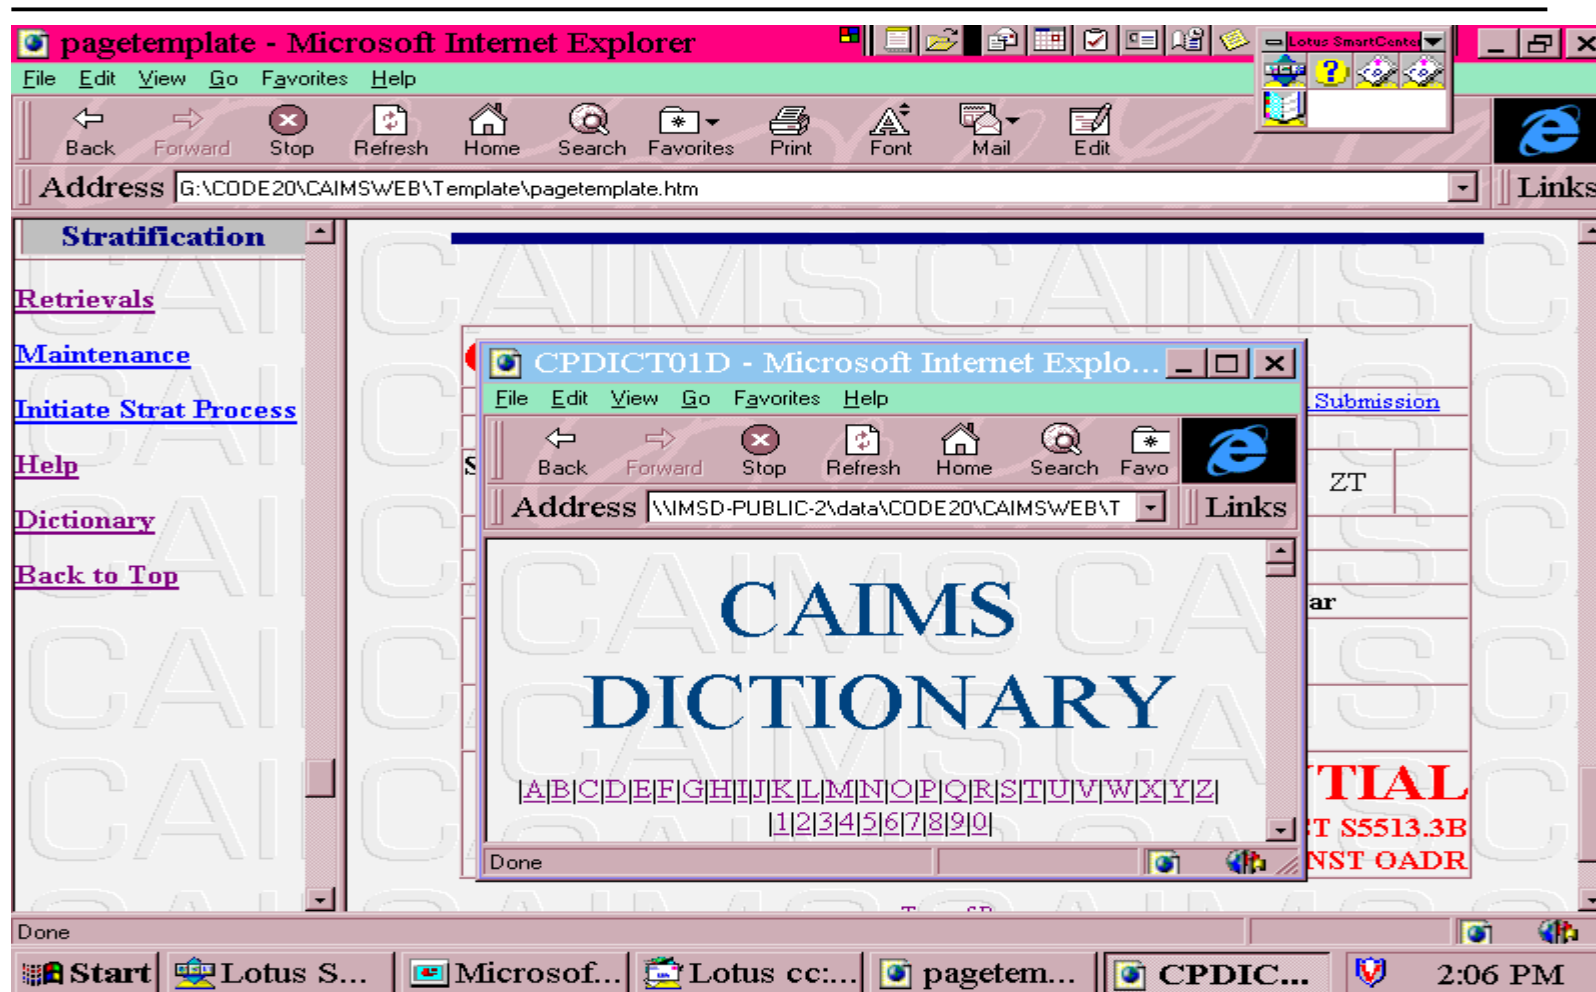 pagetemplate - Microsoft Internet Explorer
Lotus SmartCenter
File Edit View Go Favorites Help
Back Forward Stop Refresh Home Search Favorites Print Font Mail Edit
Address G:\CODE20\CAIMSWEB\Template\pagetemplate.htm Links
Stratification
Retrievals
Maintenance
Initiate Strat Process
Help
Dictionary
Back to Top
CPDICT01D - Microsoft Internet Explo...
File Edit View Go Favorites Help
Back Forward Stop Refresh Home Search Favo
Address \\IMSD-PUBLIC-2\data\CODE20\CAIMSWEB\T Links
CAIMS
DICTIONARY
|A|B|C|D|E|F|G|H|I|J|K|L|M|N|O|P|Q|R|S|T|U|V|W|X|Y|Z|
|1|2|3|4|5|6|7|8|9|0|
Done
Submission
S
ZT
ar
TIAL
T S5513.3B
NST OADR
CAIMSCAIMSC
Done
Start Lotus S... Microsof... Lotus cc:... pagetem... CPDIC... 2:06 PM